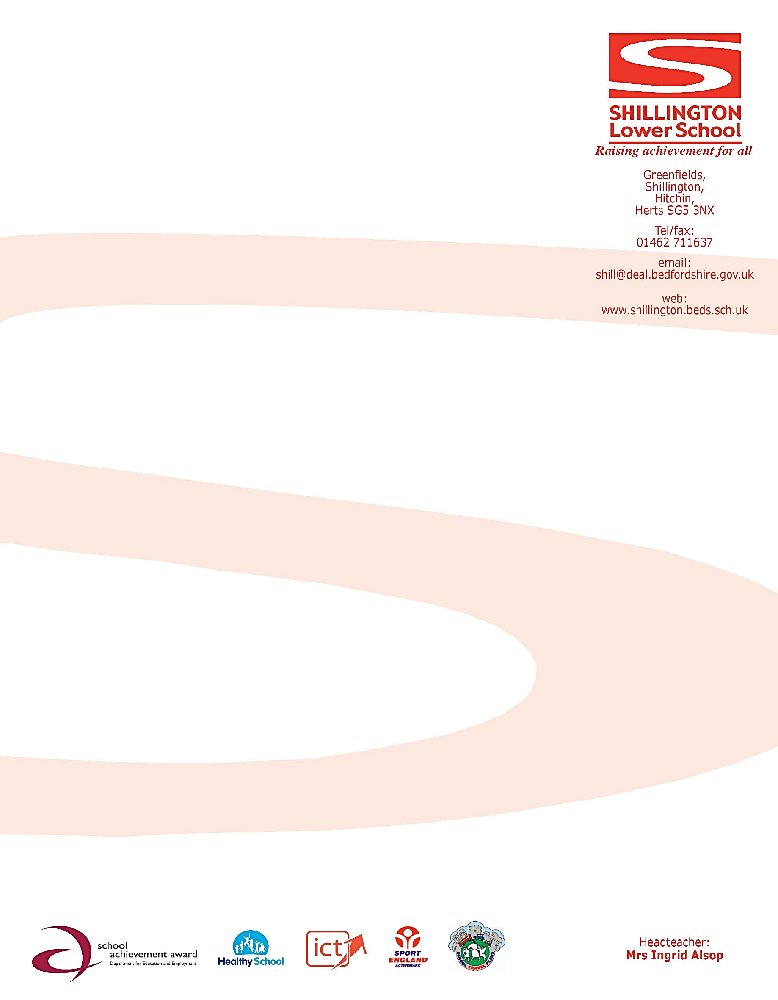 SHILLINGTON
Lower School
Raising achievement for all
Greenfields,
Shillington,
Hitchin,
Herts SG5 3NX
Tel/fax:
01462 711637
email:
shill@deal.bedfordshire.gov.uk
web:
www.shillington.beds.sch.uk
school
achievement award
Department for Education and Employment
Healthy School
ict
SPORT
ENGLAND
ACTIVEMARK
SCHOOL TRAVEL PLANS
Headteacher:
Mrs Ingrid Alsop